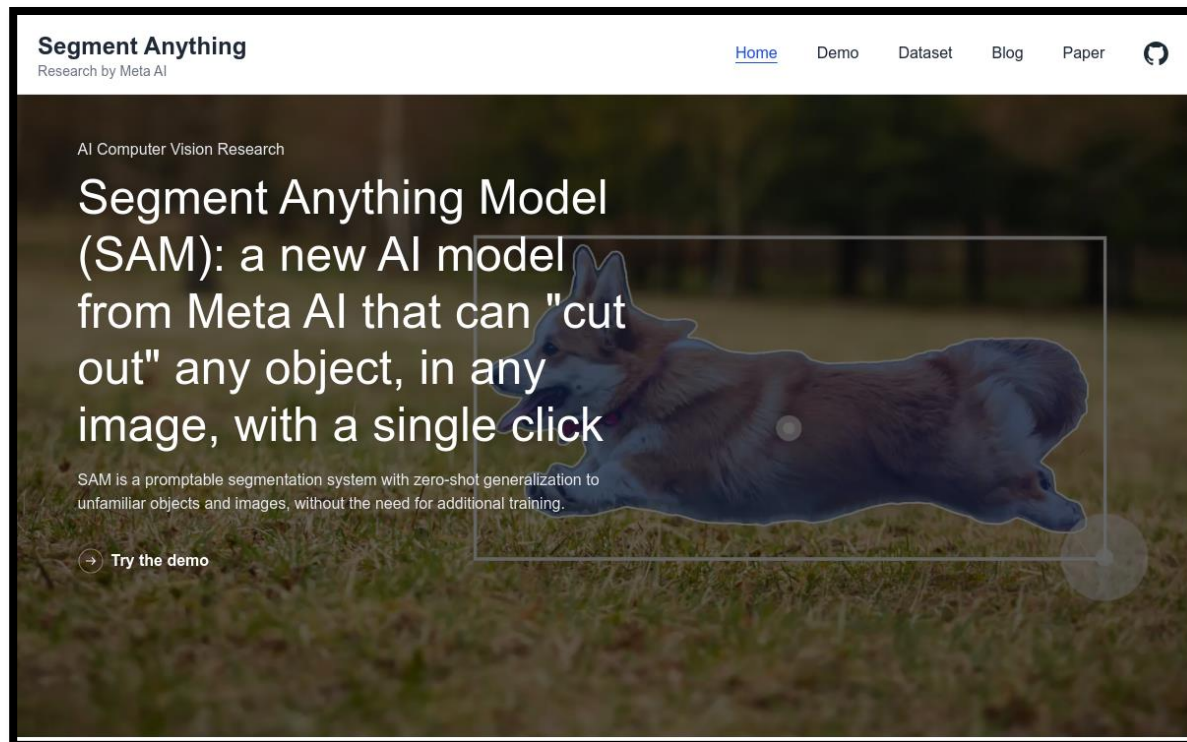 Segment Anything
Research by Meta AI
Home
Demo
Dataset
Blog
Paper
AI Computer Vision Research
Segment Anything Model
(SAM): a new AI model
from Meta AI that can "cut
out" any object, in any
image, with a single click
SAM is a promptable segmentation system with zero-shot generalization to
unfamiliar objects and images, without the need for additional training.
Try the demo